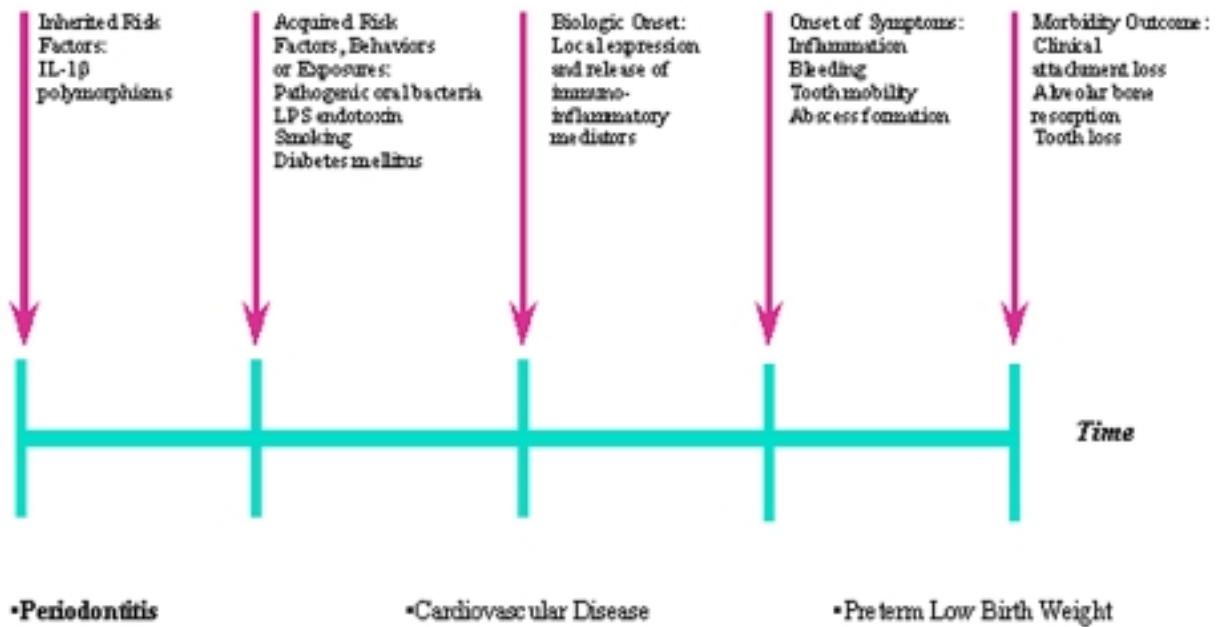 Inherited Risk
Factors:
IL-1β
polymorphisms
Acquired Risk
Factors, Behaviors
or Exposures:
Pathogenic oral bacteria
LPS endotoxin
Smoking
Diabetes mellitus
Biologic Onset:
Local expression
and release of
immuno-
inflammatory
mediators
Onset of Symptoms:
Inflammation
Bleeding
Tooth mobility
Abscess formation
Morbidity Outcome:
Clinical
attachment loss
Alveolar bone
resorption
Tooth loss
Time
▪Periodontitis
▪Cardiovascular Disease
▪Preterm Low Birth Weight